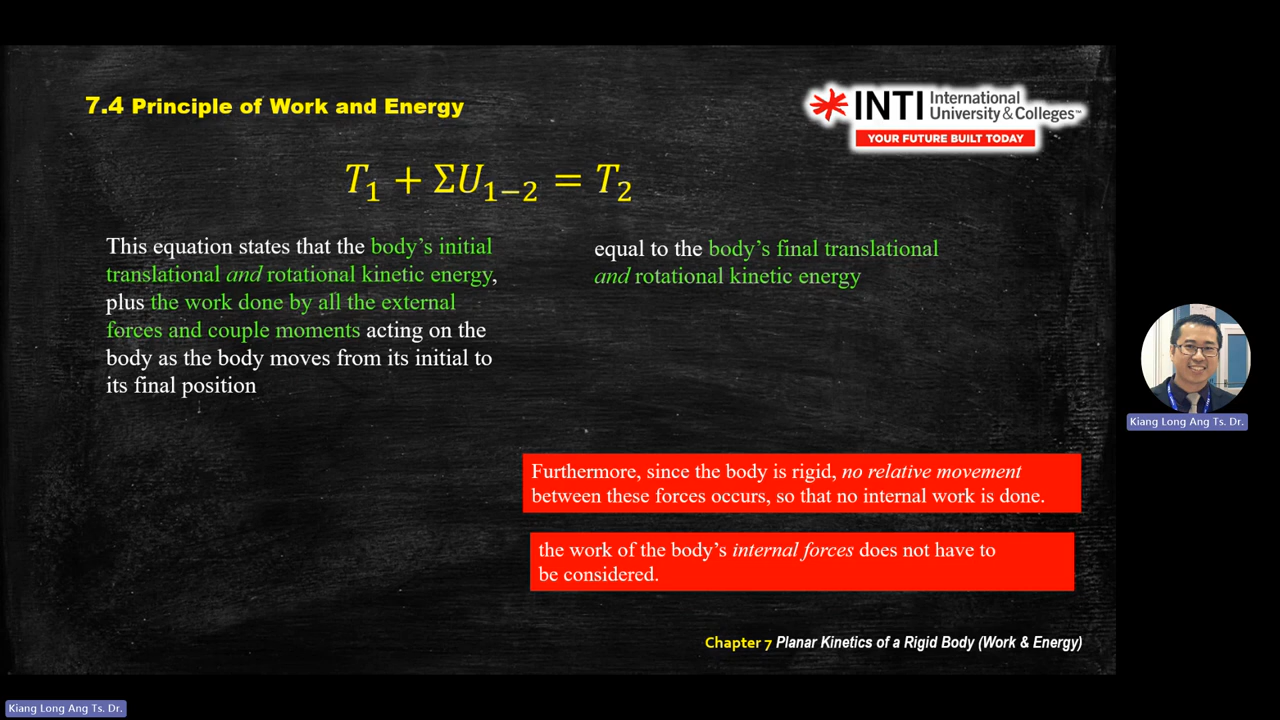 7.4 Principle of Work and Energy
INTI International
University & Colleges™
YOUR FUTURE BUILT TODAY
T₁ + ΣU₁₋₂ = T₂
This equation states that the body's initial
translational and rotational kinetic energy,
plus the work done by all the external
forces and couple moments acting on the
body as the body moves from its initial to
its final position
equal to the body's final translational
and rotational kinetic energy
Kiang Long Ang Ts. Dr.
Furthermore, since the body is rigid, no relative movement
between these forces occurs, so that no internal work is done.
the work of the body's internal forces does not have to
be considered.
Chapter 7 Planar Kinetics of a Rigid Body (Work & Energy)
Kiang Long Ang Ts. Dr.